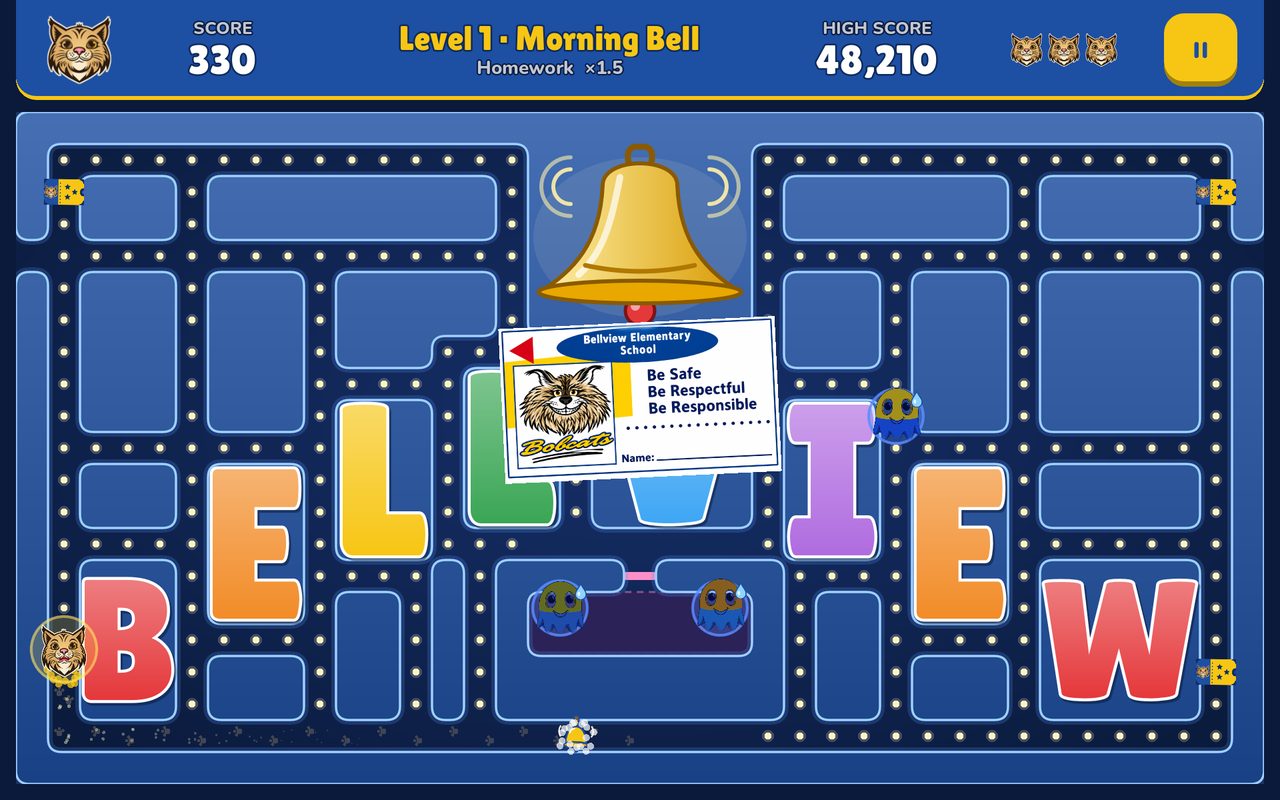 SCORE
330
Level 1 · Morning Bell
Homework ×1.5
HIGH SCORE
48,210
Bellview Elementary
School
Be Safe
Be Respectful
Be Responsible
Bobcats
Name:
BELLVIEW